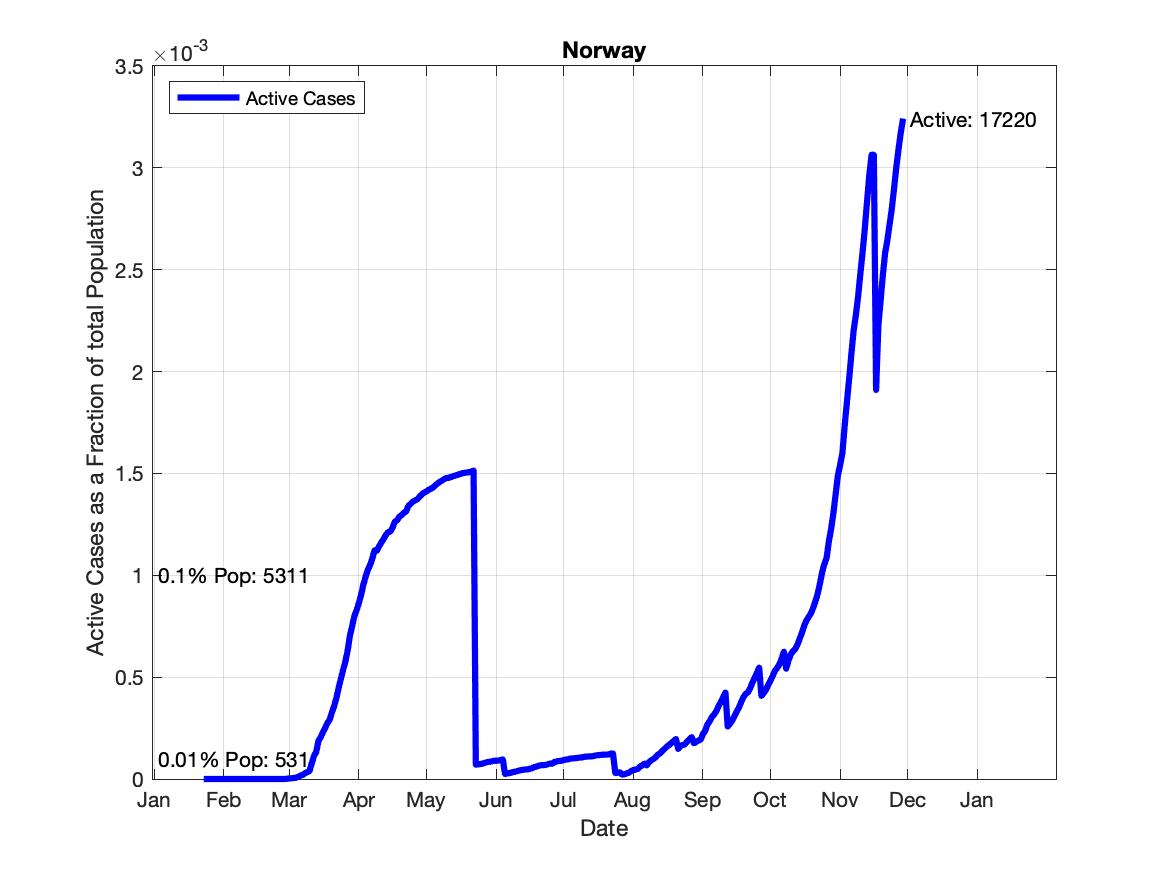 Norway
×10⁻³
Active Cases
3.5
3
2.5
2
1.5
1
0.5
0
Active Cases as a Fraction of total Population
Active: 17220
0.1% Pop: 5311
0.01% Pop: 531
Jan Feb Mar Apr May Jun Jul Aug Sep Oct Nov Dec Jan
Date